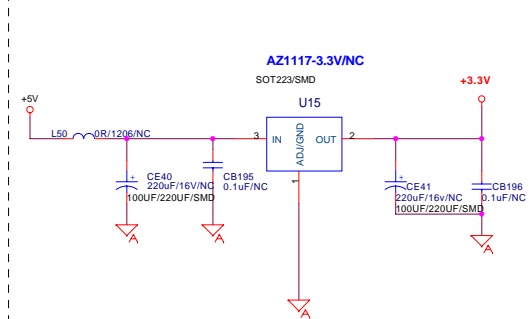 AZ1117-3.3V/NC
SOT223/SMD
+3.3V
+5V
U15
L50
0R/1206/NC
3
IN
OUT
2
ADJ/GND
1
+
CE40
220uF/16V/NC
100UF/220UF/SMD
CB195
0.1uF/NC
+
CE41
220uF/16v/NC
100UF/220UF/SMD
CB196
0.1uF/NC
A
A
A
A